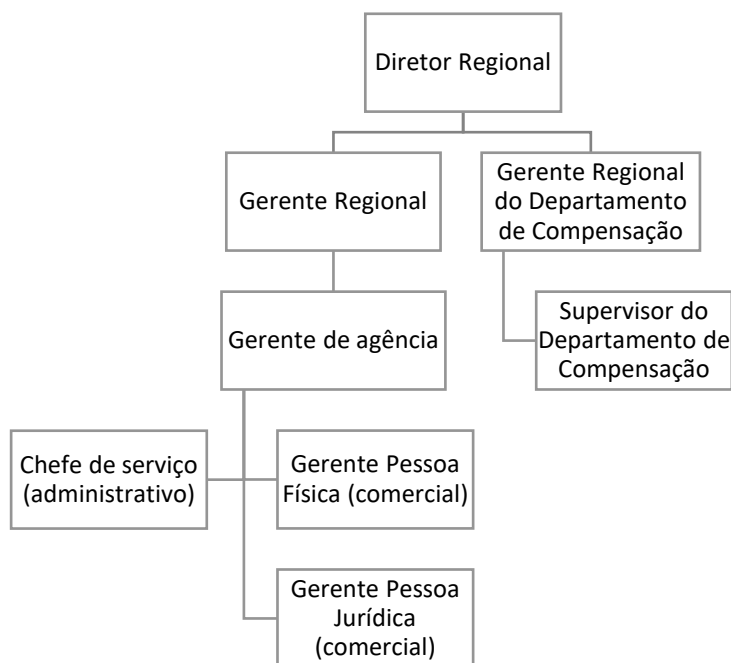 Diretor Regional
Gerente Regional
Gerente Regional
do Departamento
de Compensação
Gerente de agência
Supervisor do
Departamento de
Compensação
Chefe de serviço
(administrativo)
Gerente Pessoa
Física (comercial)
Gerente Pessoa
Jurídica
(comercial)